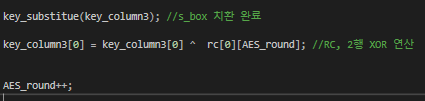 key_substitue(key_column3); //s_box 치환 완료
key_column3[0] = key_column3[0] ^ rc[0][AES_round]; //RC, 2행 XOR 연산
AES_round++;